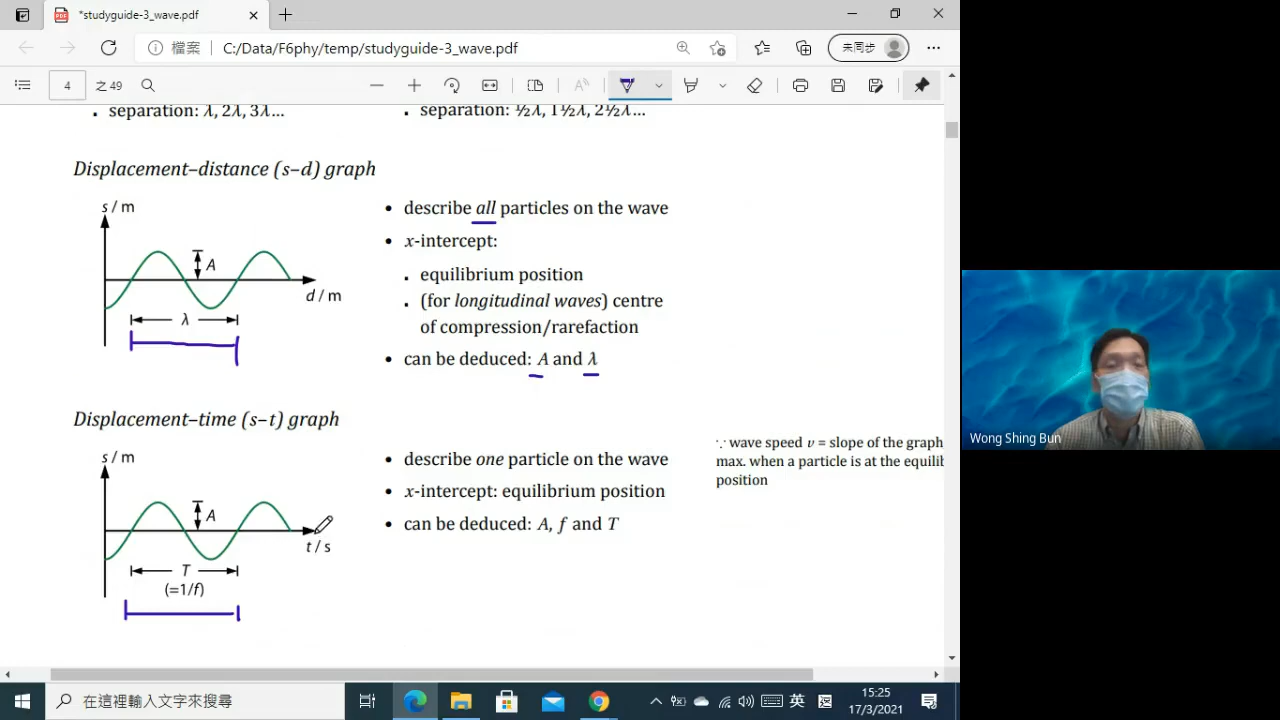 *studyguide-3_wave.pdf
檔案
C:/Data/F6phy/temp/studyguide-3_wave.pdf
未同步
4
之 49
separation: λ, 2λ, 3λ...
separation: ½λ, 1½λ, 2½λ...
Displacement–distance (s–d) graph
s / m
A
d / m
λ
• describe all particles on the wave
• x-intercept:
. equilibrium position
. (for longitudinal waves) centre
of compression/rarefaction
• can be deduced: A and λ
Displacement–time (s–t) graph
s / m
A
t / s
T
(=1/f)
• describe one particle on the wave
• x-intercept: equilibrium position
• can be deduced: A, f and T
∵ wave speed v = slope of the graph,
max. when a particle is at the equilib
position
Wong Shing Bun
在這裡輸入文字來搜尋
英
15:25
17/3/2021